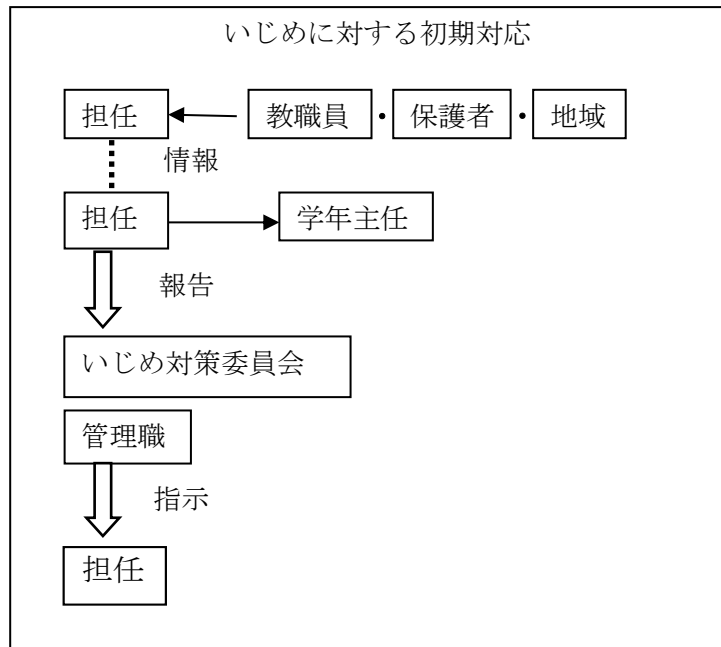 いじめに対する初期対応
担任 教職員・保護者・地域
情報
担任 学年主任
報告
いじめ対策委員会
管理職
指示
担任